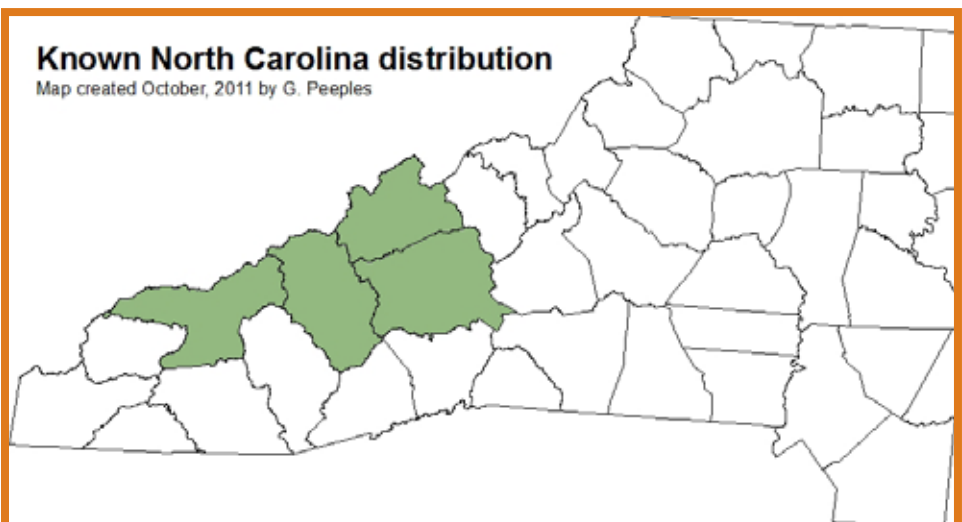 Known North Carolina distribution
Map created October, 2011 by G. Peeples